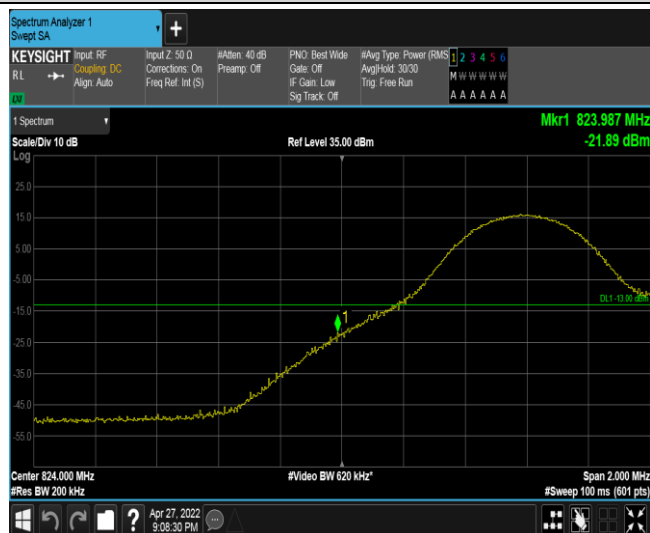 Spectrum Analyzer 1
Swept SA
KEYSIGHT Input: RF Input Z: 50 Ω #Atten: 40 dB PNO: Best Wide #Avg Type: Power (RMS 1 2 3 4 5 6
RL Coupling: DC Corrections: On Preamp: Off Gate: Off Avg|Hold: 30/30 M W W W W W
Align: Auto Freq Ref: Int (S) IF Gain: Low Trig: Free Run
Sig Track: Off A A A A A A
1 Spectrum Mkr1 823.987 MHz
Scale/Div 10 dB Ref Level 35.00 dBm -21.89 dBm
Log
25.0
15.0
5.00
-5.00
DL1 -13.00 dBm
-15.0
1
-25.0
-35.0
-45.0
-55.0
Center 824.000 MHz #Video BW 620 kHz* Span 2.000 MHz
#Res BW 200 kHz #Sweep 100 ms (601 pts)
Apr 27, 2022
9:08:30 PM